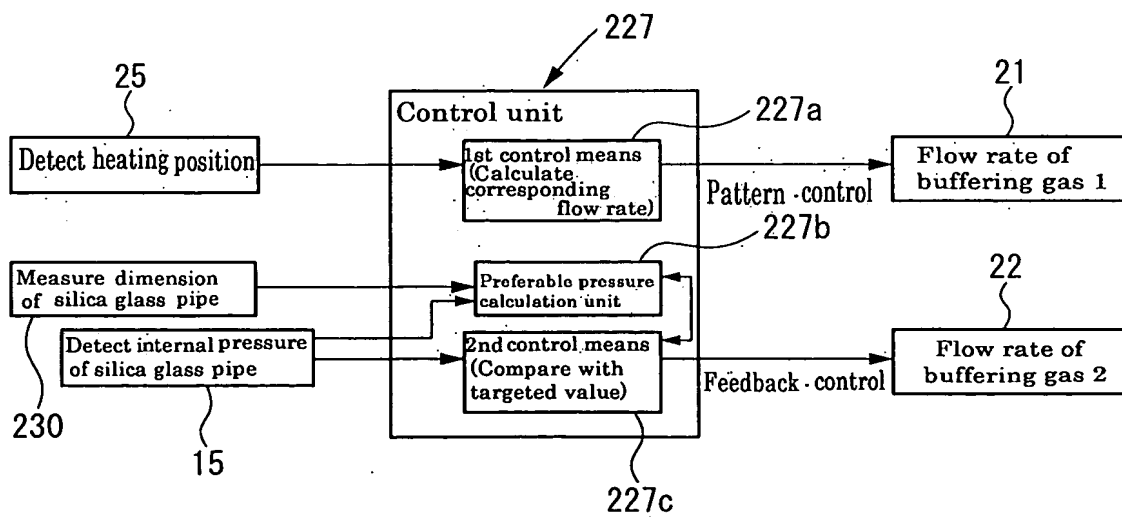 227
25
Control unit
227a
21
Detect heating position
1st control means
(Calculate
corresponding
flow rate)
Pattern-control
Flow rate of
buffering gas 1
227b
Measure dimension
of silica glass pipe
Preferable pressure
calculation unit
22
Detect internal pressure
of silica glass pipe
2nd control means
(Compare with
targeted value)
Feedback-control
Flow rate of
buffering gas 2
230
15
227c